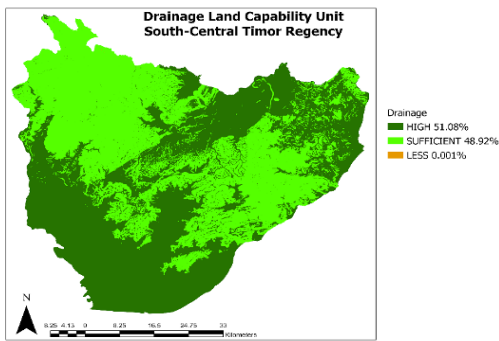 Drainage Land Capability Unit
South-Central Timor Regency
Drainage
HIGH 51.08%
SUFFICIENT 48.92%
LESS 0.001%
N
8.25 4.13 0 8.25 16.5 24.75 33
Kilometers